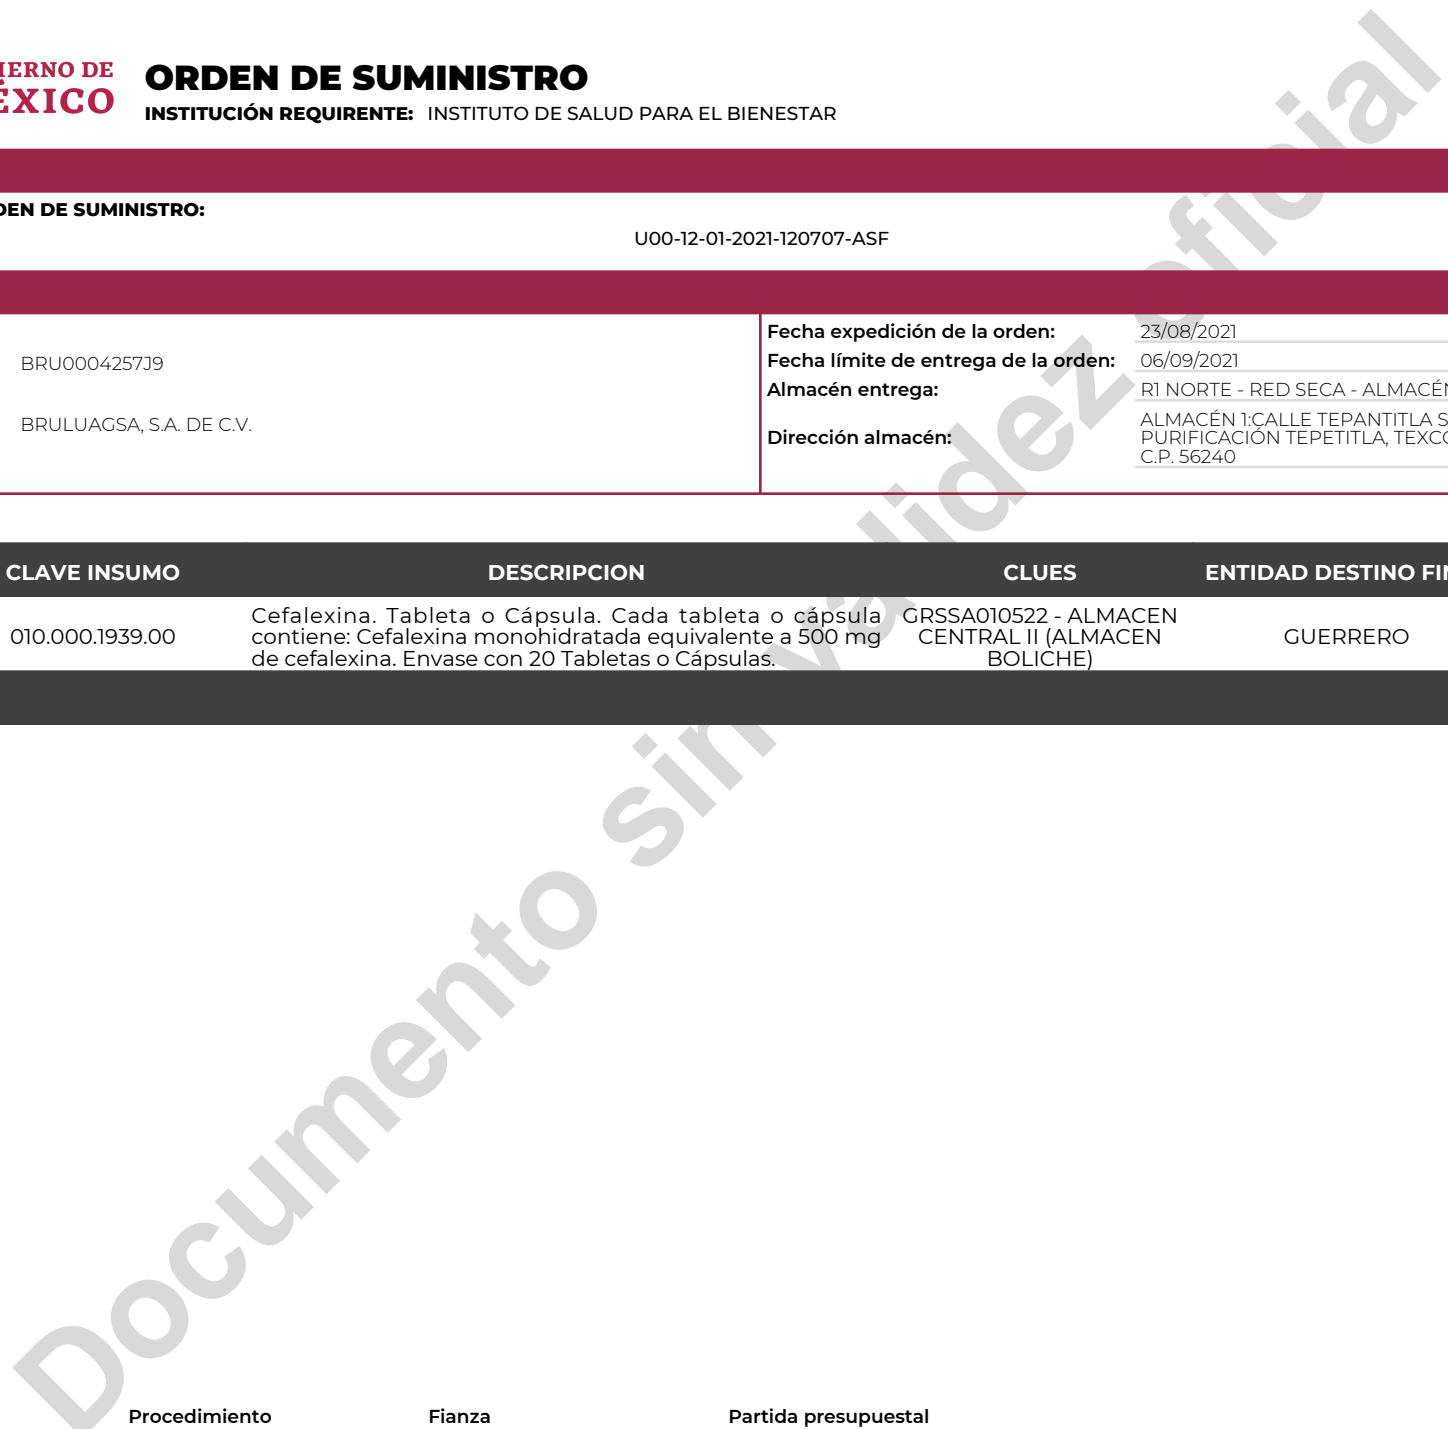 ORDEN DE SUMINISTRO
INSTITUCIÓN REQUIRENTE: INSTITUTO DE SALUD PARA EL BIENESTAR
IERNO DE
ÉXICO
DEN DE SUMINISTRO:
U00-12-01-2021-120707-ASF
BRU0004257J9
BRULUAGSA, S.A. DE C.V.
Fecha expedición de la orden: 23/08/2021
Fecha límite de entrega de la orden: 06/09/2021
Almacén entrega: R1 NORTE - RED SECA - ALMACÉN
Dirección almacén:
ALMACÉN 1:CALLE TEPANTITLA S
PURIFICACIÓN TEPETITLA, TEXCO
C.P. 56240
CLAVE INSUMO DESCRIPCION CLUES ENTIDAD DESTINO FIN
010.000.1939.00
Cefalexina. Tableta o Cápsula. Cada tableta o cápsula
contiene: Cefalexina monohidratada equivalente a 500 mg
de cefalexina. Envase con 20 Tabletas o Cápsulas.
GRSSA010522 - ALMACEN
CENTRAL II (ALMACEN
BOLICHE)
GUERRERO
Documento sin validez oficial
Procedimiento Fianza Partida presupuestal